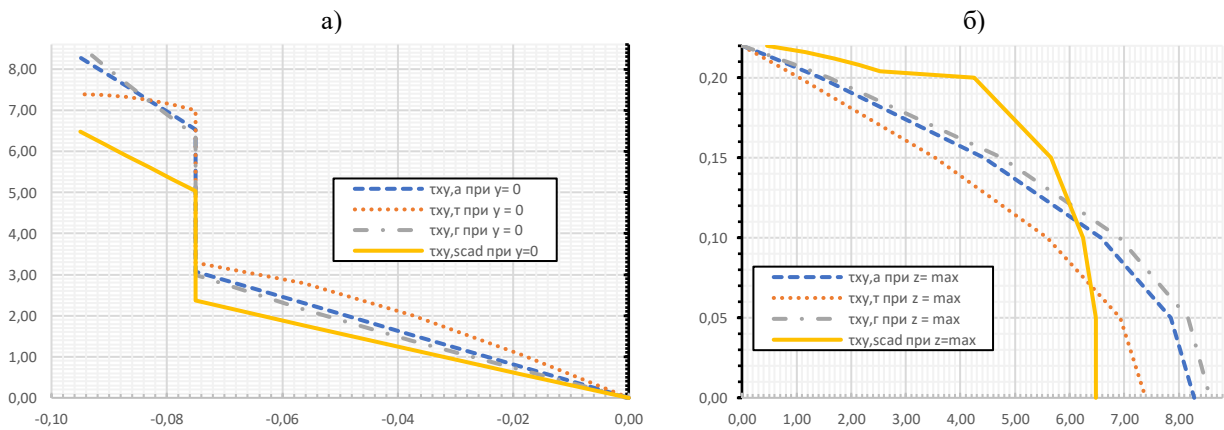 а)
8,00
7,00
6,00
5,00
4,00
3,00
2,00
1,00
0,00
-0,10
-0,08
-0,06
-0,04
-0,02
0,00
τxy,а при y= 0
τxy,т при y = 0
τxy,г при y = 0
τxy,scad при y=0
б)
0,20
0,15
0,10
0,05
0,00
0,00
1,00
2,00
3,00
4,00
5,00
6,00
7,00
8,00
τxy,а при z= max
τxy,т при z = max
τxy,г при z = max
τxy,scad при z=max